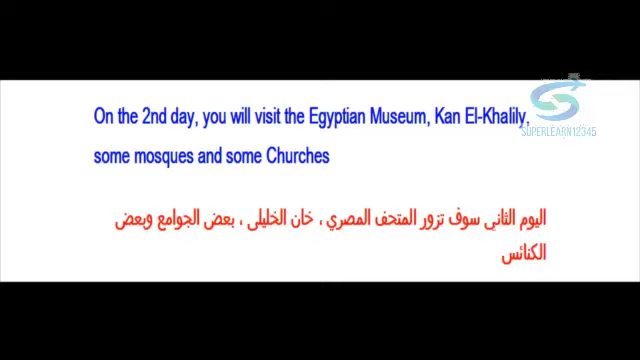 On the 2nd day, you will visit the Egyptian Museum, Kan El-Khalily,
some mosques and some Churches
SUPERLEARN12345
اليوم الثاني سوف تزور المتحف المصري ، خان الخليلى ، بعض الجوامع وبعض
الكنائس